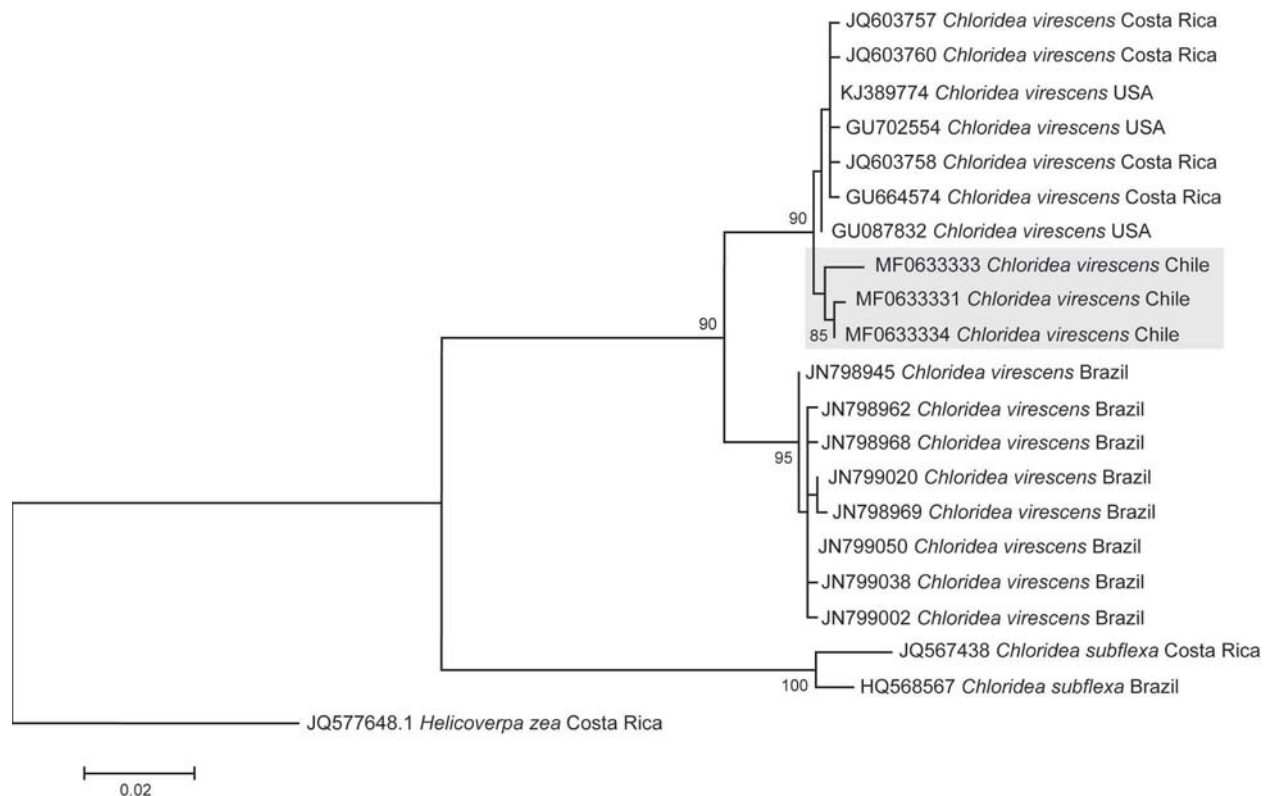 JQ603757 Chloridea virescens Costa Rica
JQ603760 Chloridea virescens Costa Rica
KJ389774 Chloridea virescens USA
GU702554 Chloridea virescens USA
JQ603758 Chloridea virescens Costa Rica
GU664574 Chloridea virescens Costa Rica
90
GU087832 Chloridea virescens USA
MF0633333 Chloridea virescens Chile
MF0633331 Chloridea virescens Chile
90
85 MF0633334 Chloridea virescens Chile
JN798945 Chloridea virescens Brazil
JN798962 Chloridea virescens Brazil
JN798968 Chloridea virescens Brazil
95
JN799020 Chloridea virescens Brazil
JN798969 Chloridea virescens Brazil
JN799050 Chloridea virescens Brazil
JN799038 Chloridea virescens Brazil
JN799002 Chloridea virescens Brazil
JQ567438 Chloridea subflexa Costa Rica
100
HQ568567 Chloridea subflexa Brazil
JQ577648.1 Helicoverpa zea Costa Rica
0.02